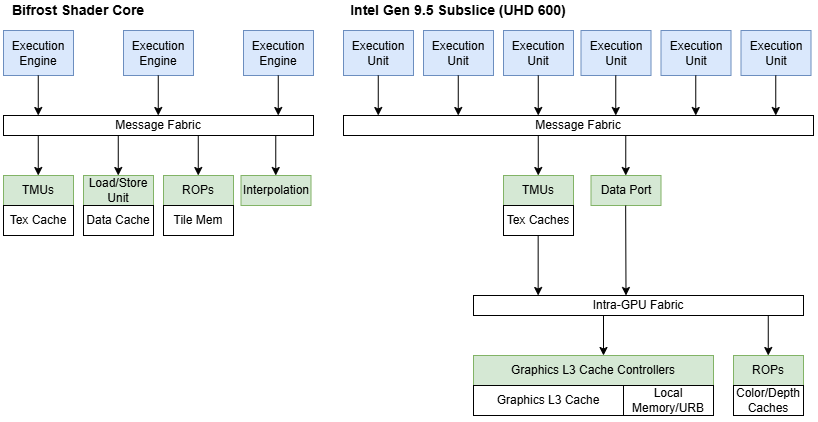 Bifrost Shader Core
Intel Gen 9.5 Subslice (UHD 600)
Execution
Engine
Execution
Engine
Execution
Engine
Execution
Unit
Execution
Unit
Execution
Unit
Execution
Unit
Execution
Unit
Execution
Unit
Message Fabric
Message Fabric
TMUs
Load/Store
Unit
ROPs
Interpolation
Tex Cache
Data Cache
Tile Mem
TMUs
Data Port
Tex Caches
Intra-GPU Fabric
Graphics L3 Cache Controllers
ROPs
Graphics L3 Cache
Local
Memory/URB
Color/Depth
Caches